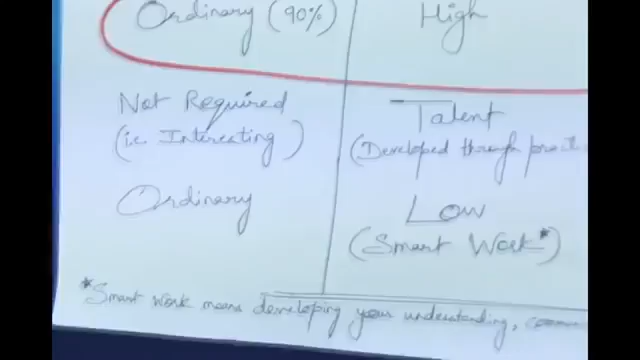 Ordinary (90%) High
Not Required Talent
(i.e. Interesting) (Developed through
Ordinary Low
(Smart Work*)
*Smart work means developing your understanding,